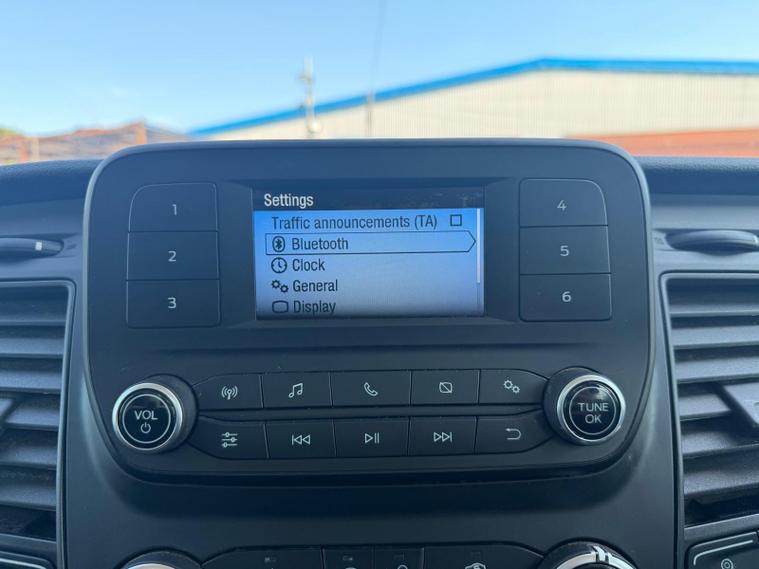 Settings
Traffic announcements (TA)
Bluetooth
Clock
General
Display
1
2
3
4
5
6
VOL
TUNE
OK